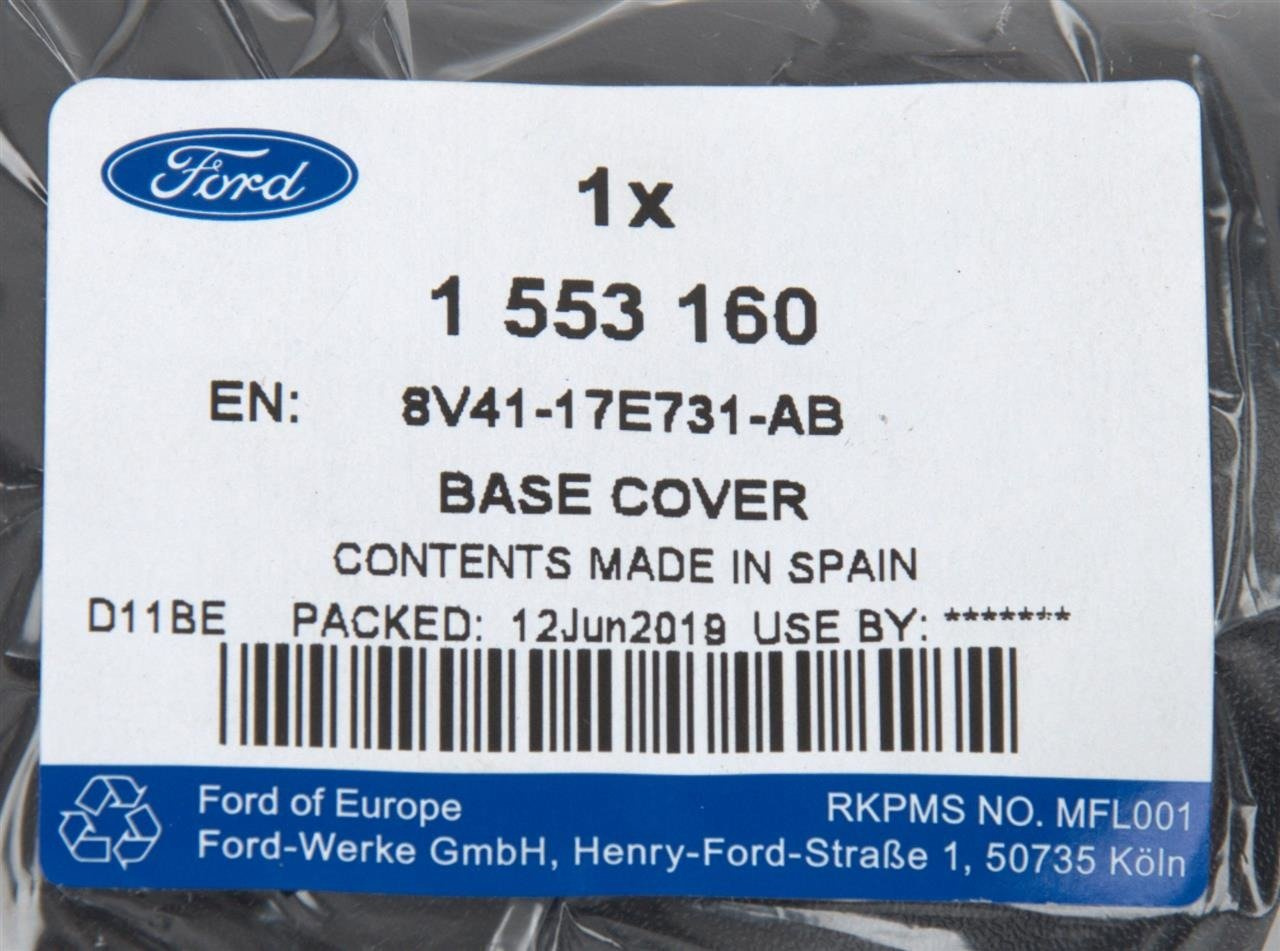 Ford
1x
1 553 160
EN: 8V41-17E731-AB
BASE COVER
CONTENTS MADE IN SPAIN
D11BE PACKED: 12Jun2019 USE BY: *******
Ford of Europe RKPMS NO. MFL001
Ford-Werke GmbH, Henry-Ford-Straße 1, 50735 Köln